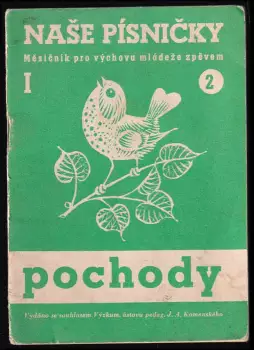 NAŠE PÍSNIČKY
Měsíčník pro výchovu mládeže zpěvem
I 2
pochody
Vydáno se souhlasem Výzkum. ústavu pedag. J. A. Komenského